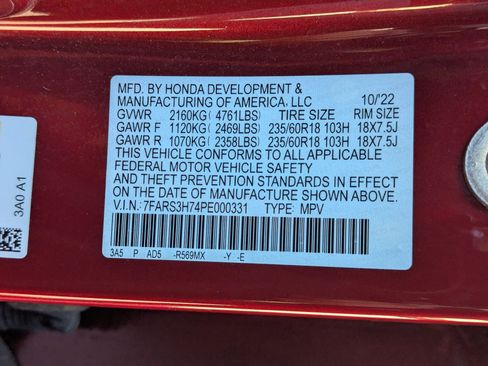 MFD. BY HONDA DEVELOPMENT &
MANUFACTURING OF AMERICA, LLC 10/'22
GVWR 2160KG( 4761LBS) TIRE SIZE RIM SIZE
GAWR F 1120KG( 2469LBS) 235/60R18 103H 18X7.5J
GAWR R 1070KG( 2358LBS) 235/60R18 103H 18X7.5J
THIS VEHICLE CONFORMS TO ALL APPLICABLE
FEDERAL MOTOR VEHICLE SAFETY
AND THEFT PREVENTION STANDARDS IN EFFECT
ON THE DATE OF MANUFACTURE SHOWN ABOVE.
V.I.N.: 7FARS3H74PE000331 TYPE: MPV
3A5 P AD5 -R569MX -Y -E
3A0 A1